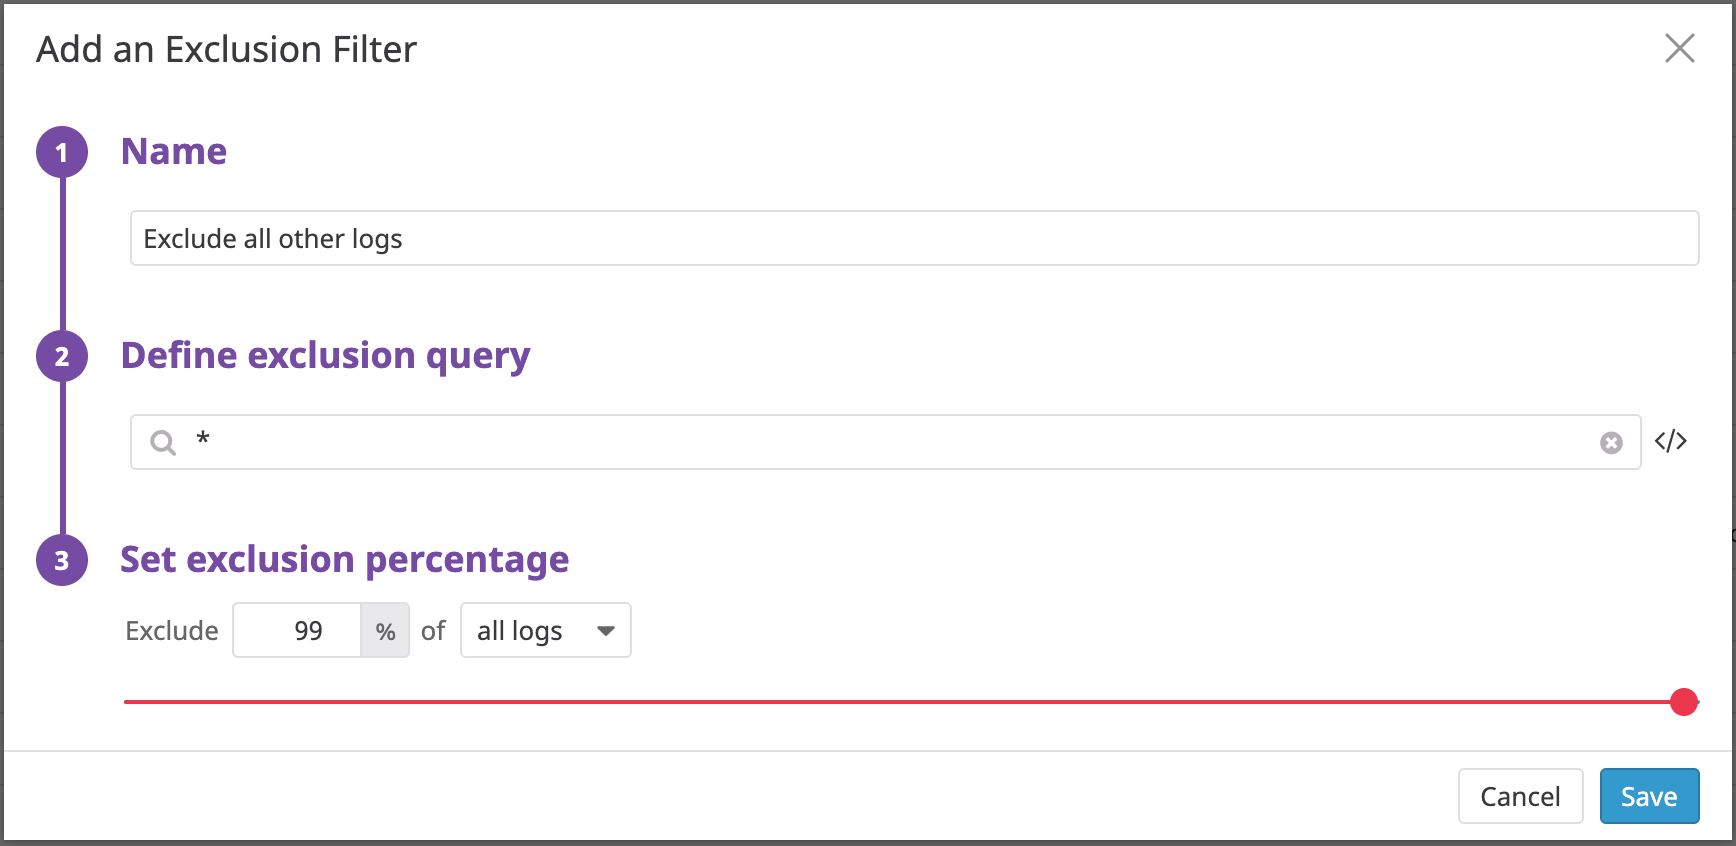 Add an Exclusion Filter
1 Name
Exclude all other logs
2 Define exclusion query
* </>
3 Set exclusion percentage
Exclude 99 % of all logs
Cancel Save